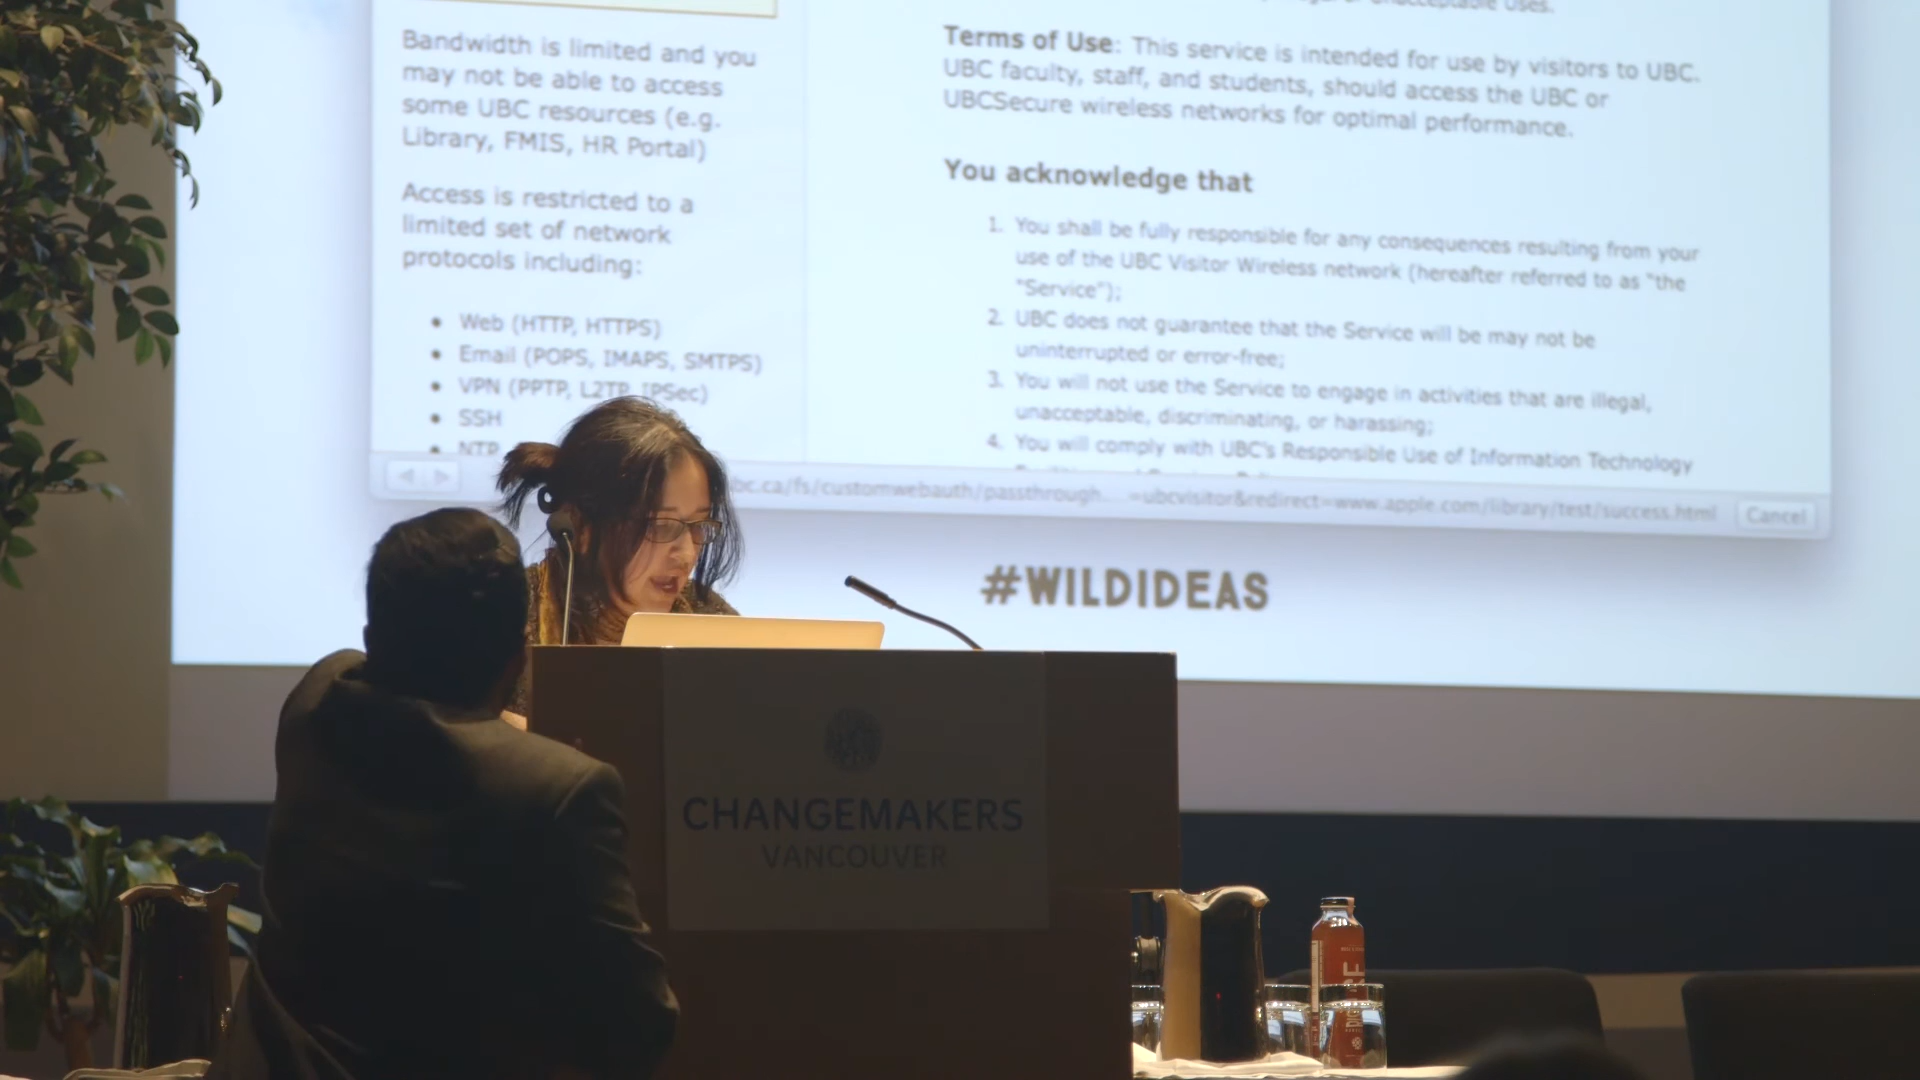 Bandwidth is limited and you
may not be able to access
some UBC resources (e.g.
Library, FMIS, HR Portal)
Access is restricted to a
limited set of network
protocols including:
• Web (HTTP, HTTPS)
• Email (POPS, IMAPS, SMTPS)
• VPN (PPTP, L2TP, IPSec)
• SSH
• NTP
Unacceptable Uses.
Terms of Use: This service is intended for use by visitors to UBC.
UBC faculty, staff, and students, should access the UBC or
UBCSecure wireless networks for optimal performance.
You acknowledge that
1. You shall be fully responsible for any consequences resulting from your
use of the UBC Visitor Wireless network (hereafter referred to as "the
"Service");
2. UBC does not guarantee that the Service will be may not be
uninterrupted or error-free;
3. You will not use the Service to engage in activities that are illegal,
unacceptable, discriminating, or harassing;
4. You will comply with UBC's Responsible Use of Information Technology
bc.ca/fs/customwebauth/passthrough... =ubcvisitor&redirect=www.apple.com/library/test/success.html
Cancel
#WILDIDEAS
CHANGEMAKERS
VANCOUVER